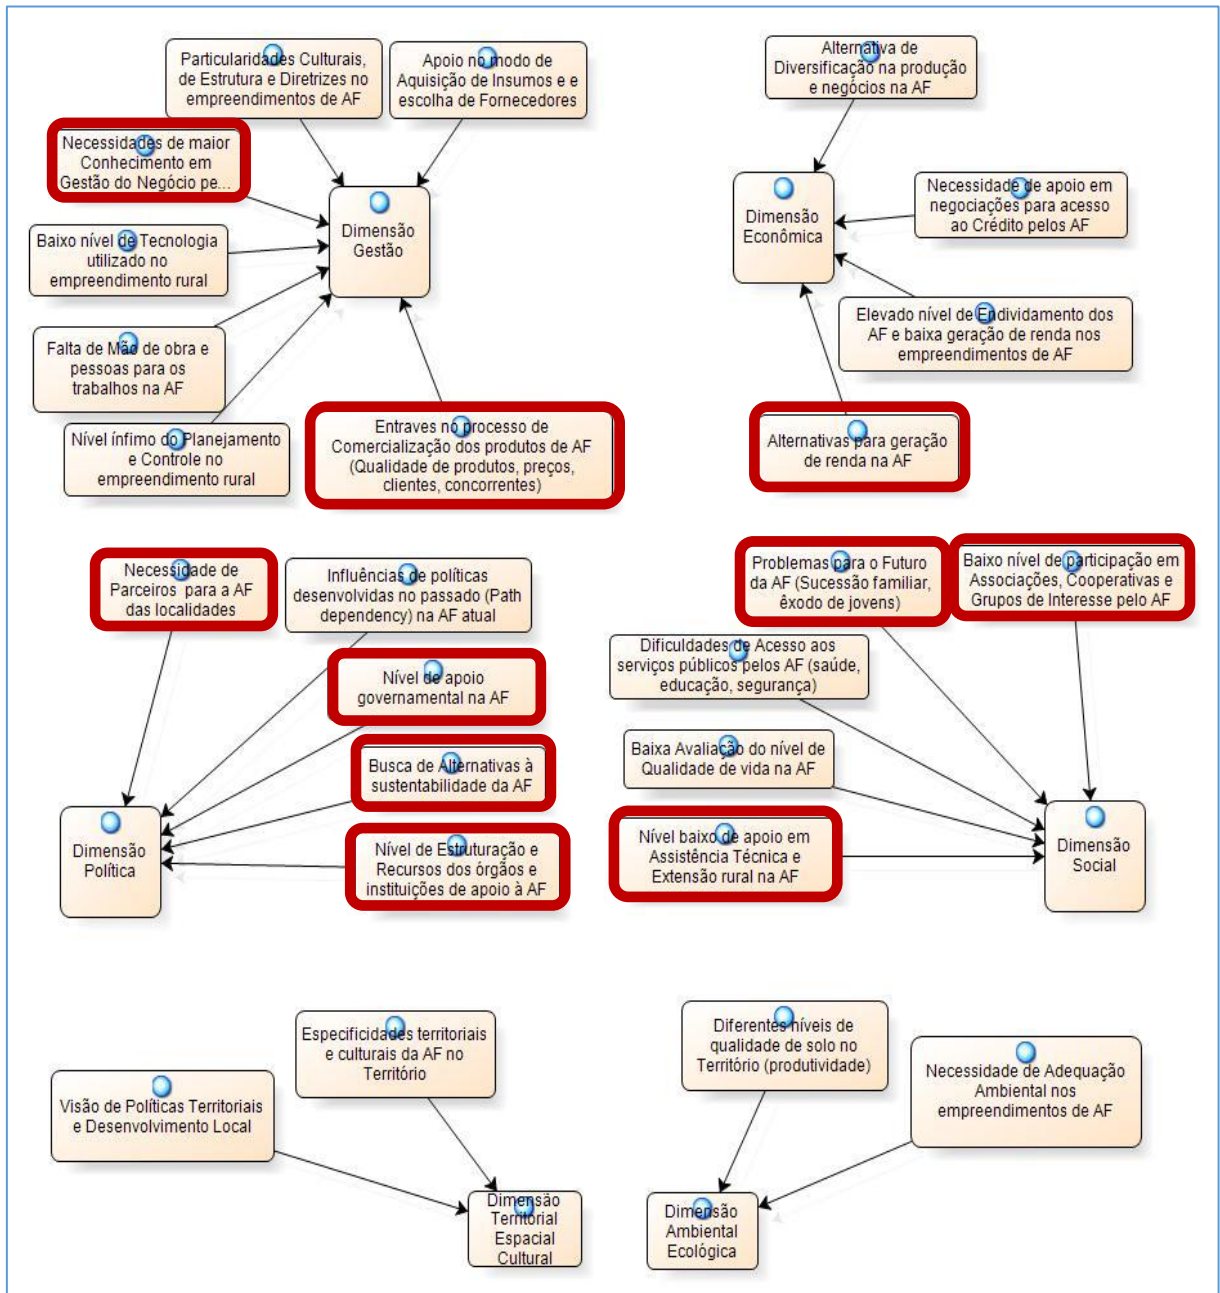 Particularidades Culturais,
de Estrutura e Diretrizes no
empreendimentos de AF
Apoio no modo de
Aquisição de Insumos e e
escolha de Fornecedores
Necessidades de maior
Conhecimento em
Gestão do Negócio pe...
Dimensão
Gestão
Baixo nível de Tecnologia
utilizado no
empreendimento rural
Falta de Mão de obra e
pessoas para os
trabalhos na AF
Nível ínfimo do Planejamento
e Controle no
empreendimento rural
Entraves no processo de
Comercialização dos produtos de AF
(Qualidade de produtos, preços,
clientes, concorrentes)
Alternativa de
Diversificação na produção
e negócios na AF
Dimensão
Econômica
Necessidade de apoio em
negociações para acesso
ao Crédito pelos AF
Elevado nível de Endividamento dos
AF e baixa geração de renda nos
empreendimentos de AF
Alternativas para geração
de renda na AF
Necessidade de
Parceiros para a AF
das localidades
Influências de políticas
desenvolvidas no passado (Path
dependency) na AF atual
Nível de apoio
governamental na AF
Busca de Alternativas à
sustentabilidade da AF
Nível de Estruturação e
Recursos dos órgãos e
instituições de apoio à AF
Dimensão
Política
Problemas para o Futuro
da AF (Sucessão familiar,
êxodo de jovens)
Baixo nível de participação em
Associações, Cooperativas e
Grupos de Interesse pelo AF
Dificuldades de Acesso aos
serviços públicos pelos AF (saúde,
educação, segurança)
Baixa Avaliação do nível de
Qualidade de vida na AF
Nível baixo de apoio em
Assistência Técnica e
Extensão rural na AF
Dimensão
Social
Especificidades territoriais
e culturais da AF no
Território
Visão de Políticas Territoriais
e Desenvolvimento Local
Dimensão
Territorial
Espacial
Cultural
Diferentes níveis de
qualidade de solo no
Território (produtividade)
Necessidade de Adequação
Ambiental nos
empreendimentos de AF
Dimensão
Ambiental
Ecológica